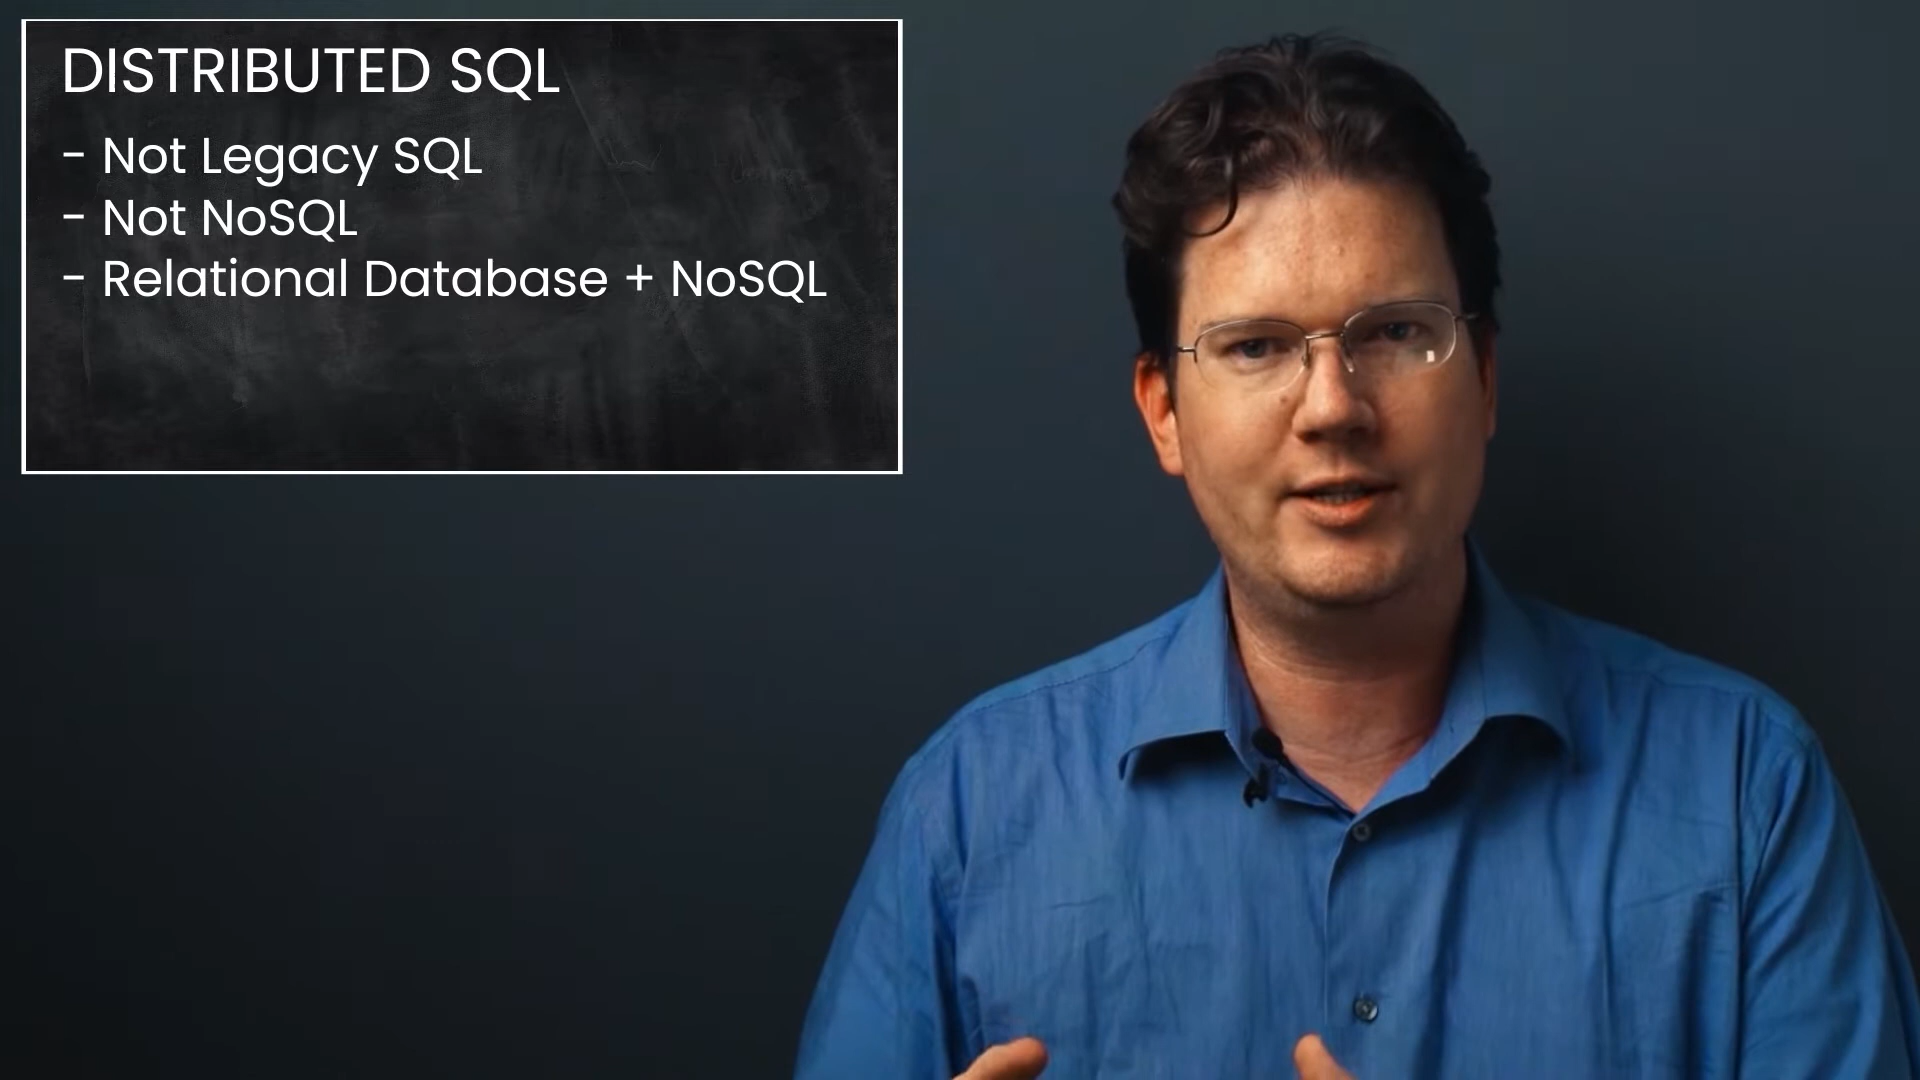 DISTRIBUTED SQL
- Not Legacy SQL
- Not NoSQL
- Relational Database + NoSQL